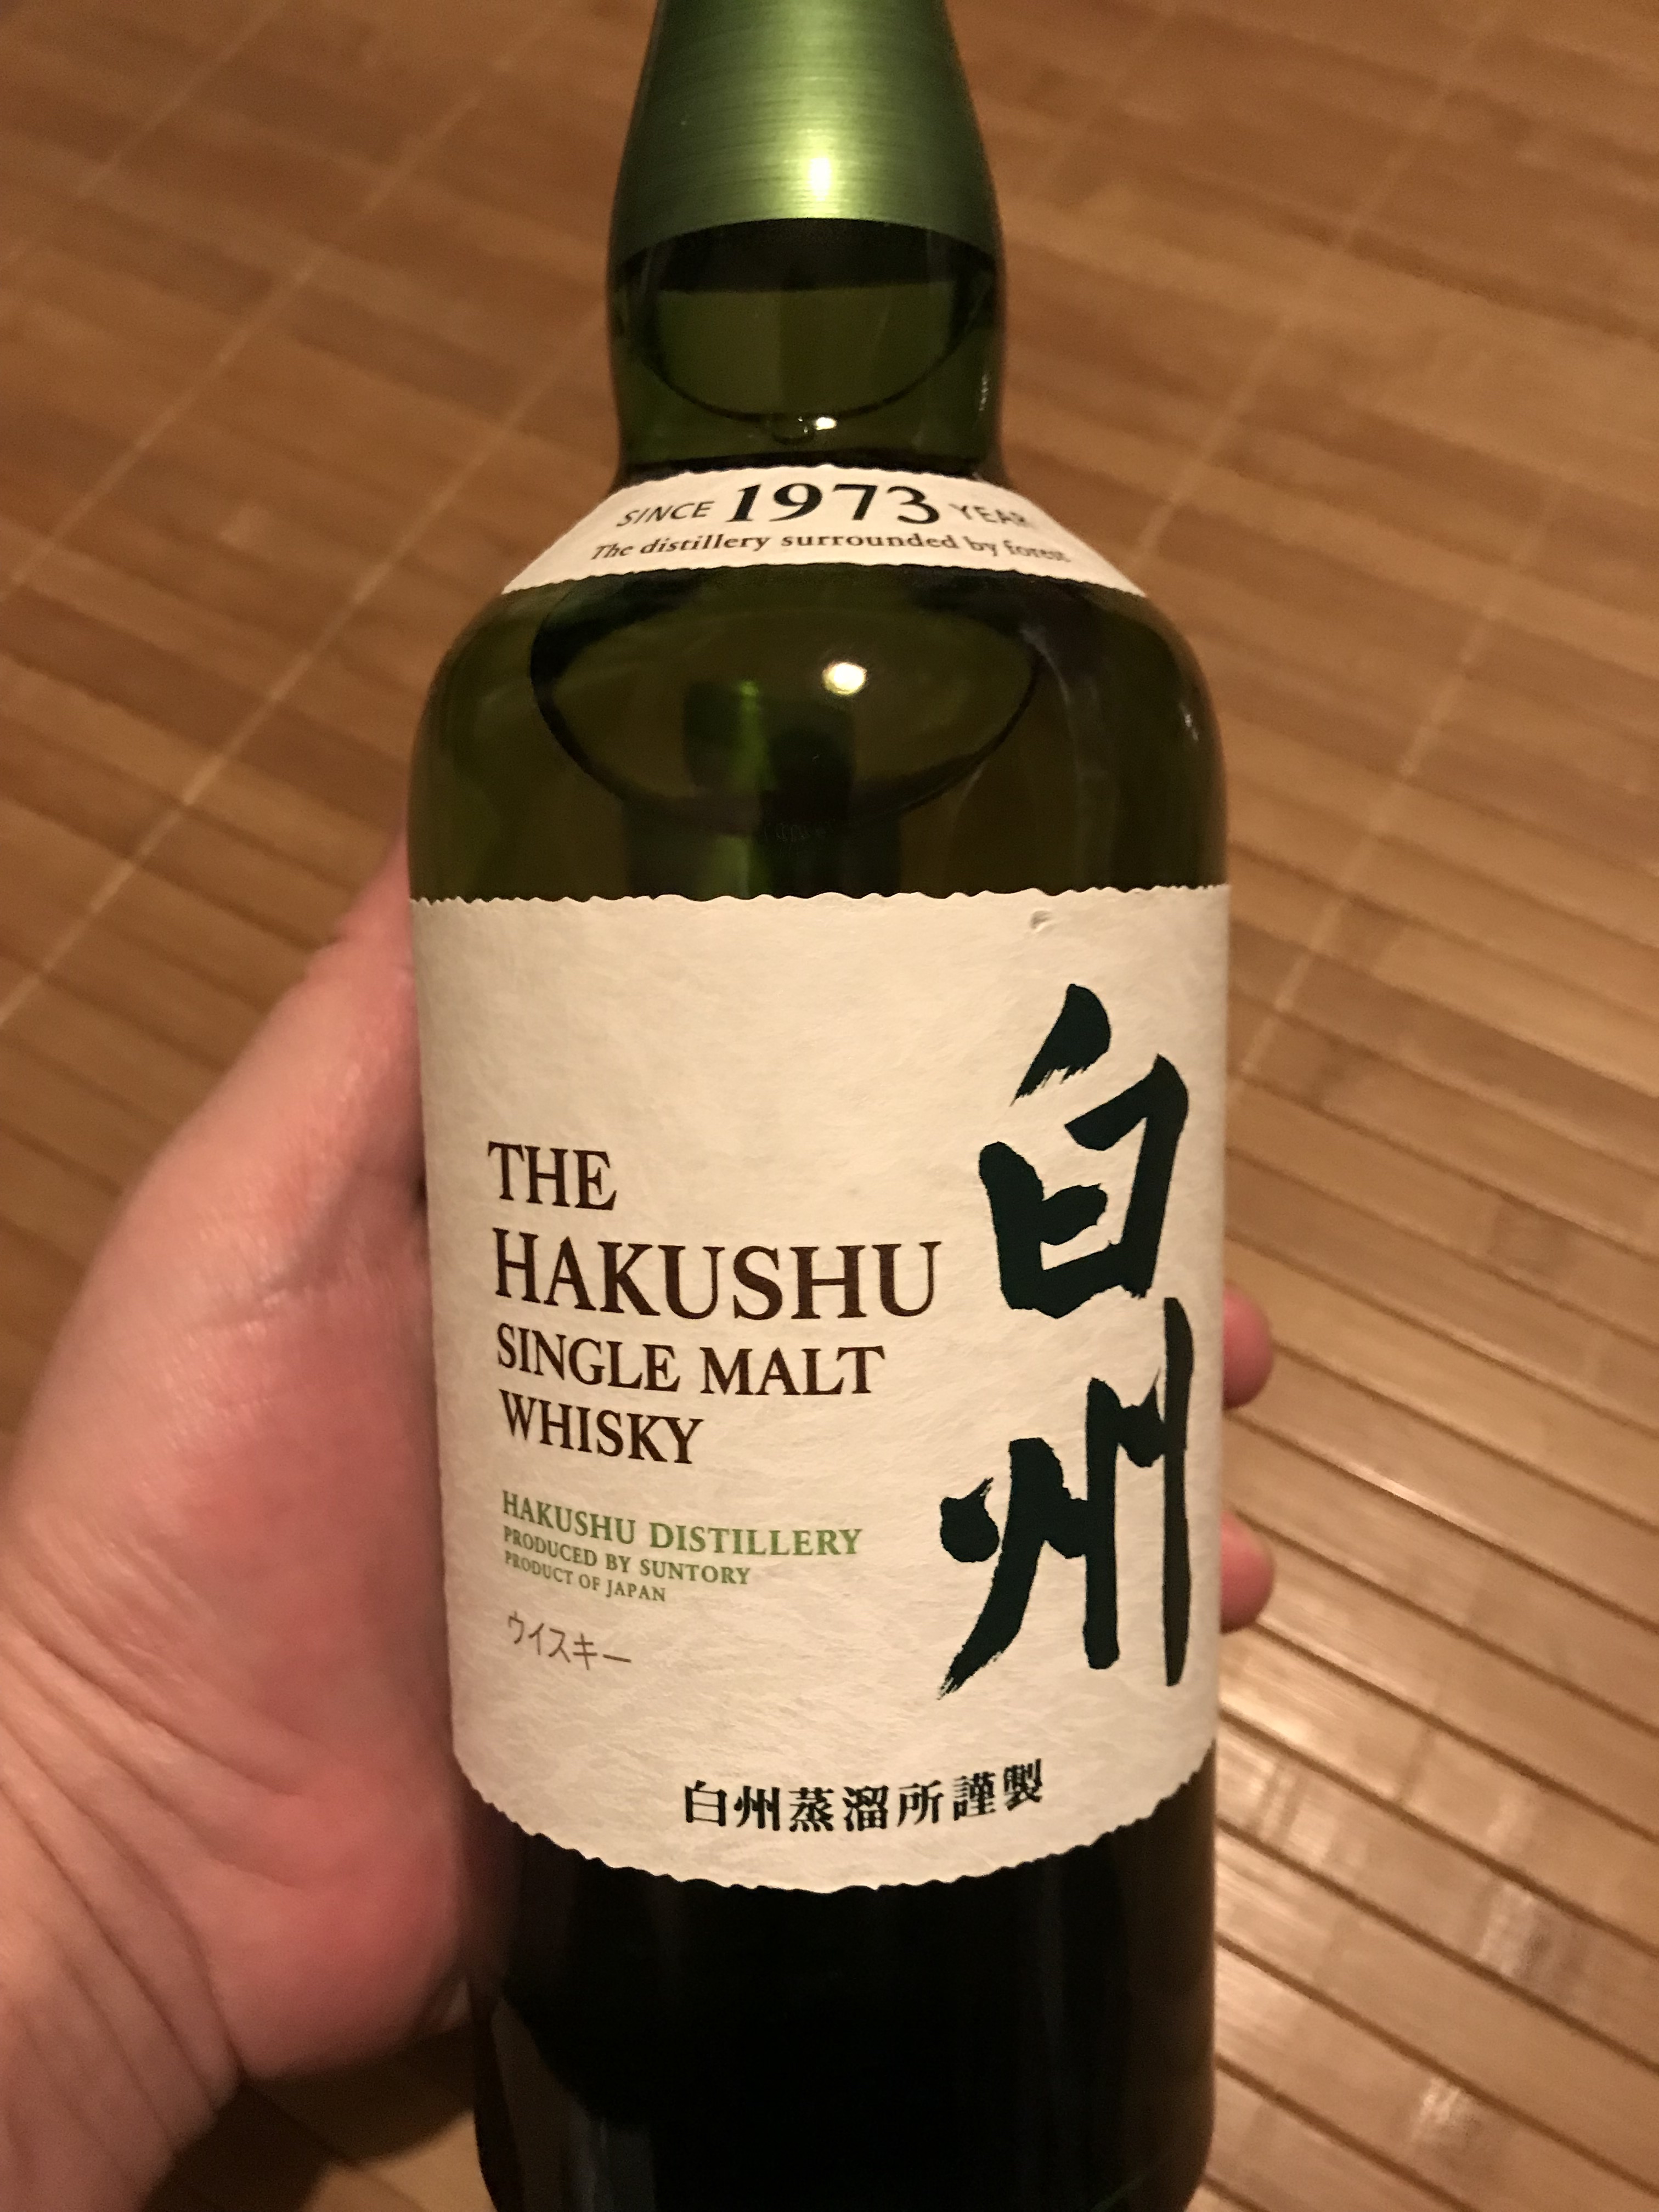 SINCE 1973 YEAR
The distillery surrounded by forest
白州
THE
HAKUSHU
SINGLE MALT
WHISKY
HAKUSHU DISTILLERY
PRODUCED BY SUNTORY
PRODUCT OF JAPAN
ウイスキー
白州蒸溜所謹製